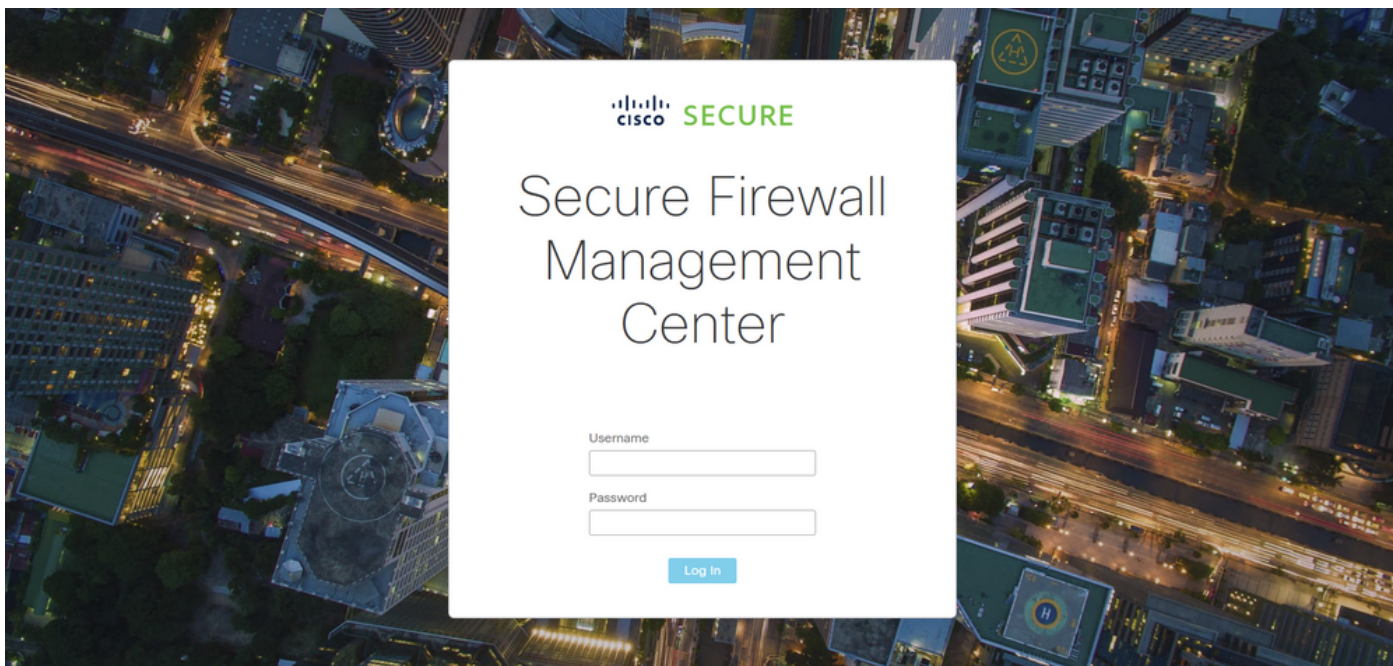 cisco SECURE
Secure Firewall
Management
Center
Username
Password
Log In
H